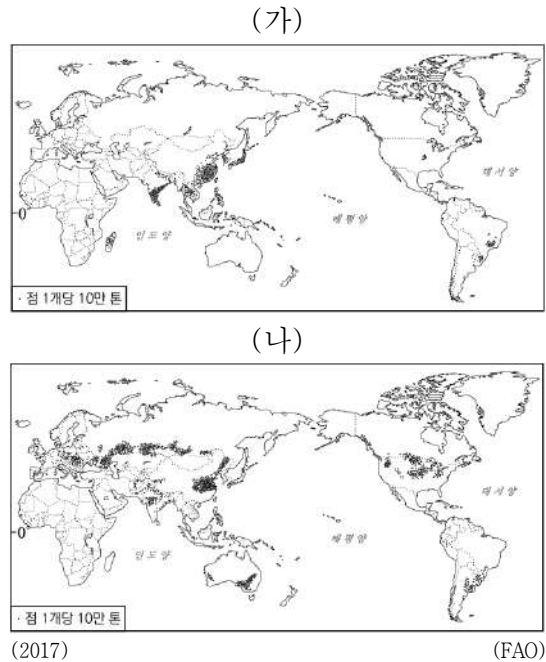 (가)
대서양
0
인도양
태평양
· 점 1개당 10만 톤
(나)
대서양
0
인도양
태평양
· 점 1개당 10만 톤
(2017) (FAO)